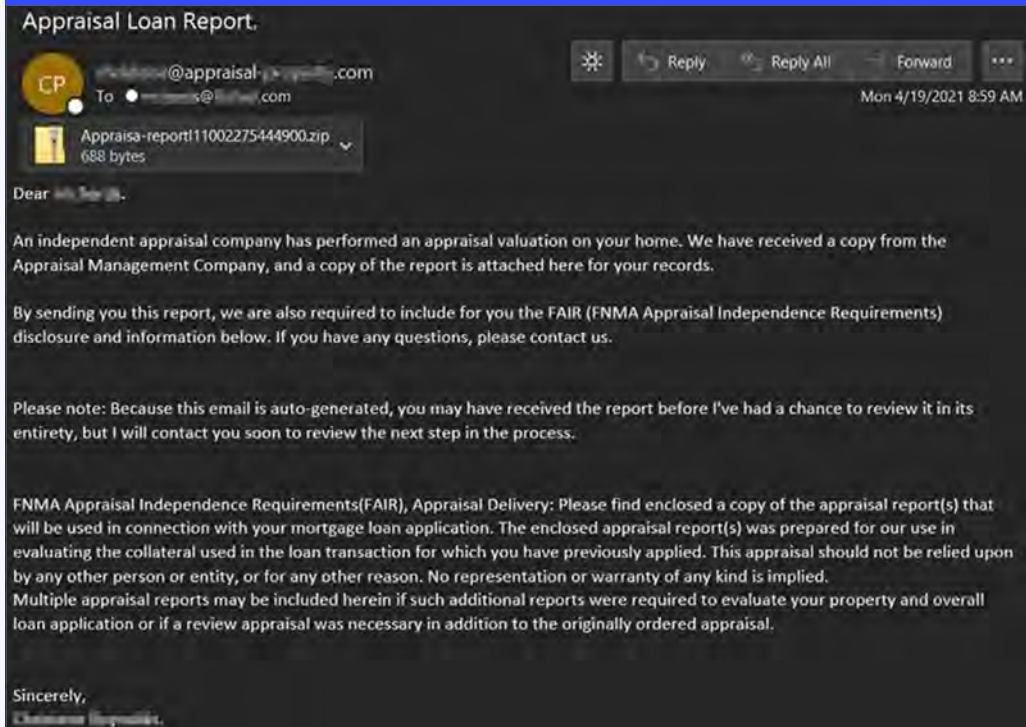 Appraisal Loan Report.
CP
@appraisal- .com
Reply
Reply All
Forward
...
To @ .com
Mon 4/19/2021 8:59 AM
Appraisa-reportl11002275444900.zip
688 bytes
Dear
An independent appraisal company has performed an appraisal valuation on your home. We have received a copy from the
Appraisal Management Company, and a copy of the report is attached here for your records.
By sending you this report, we are also required to include for you the FAIR (FNMA Appraisal Independence Requirements)
disclosure and information below. If you have any questions, please contact us.
Please note: Because this email is auto-generated, you may have received the report before I've had a chance to review it in its
entirety, but I will contact you soon to review the next step in the process.
FNMA Appraisal Independence Requirements(FAIR), Appraisal Delivery: Please find enclosed a copy of the appraisal report(s) that
will be used in connection with your mortgage loan application. The enclosed appraisal report(s) was prepared for our use in
evaluating the collateral used in the loan transaction for which you have previously applied. This appraisal should not be relied upon
by any other person or entity, or for any other reason. No representation or warranty of any kind is implied.
Multiple appraisal reports may be included herein if such additional reports were required to evaluate your property and overall
loan application or if a review appraisal was necessary in addition to the originally ordered appraisal.
Sincerely,